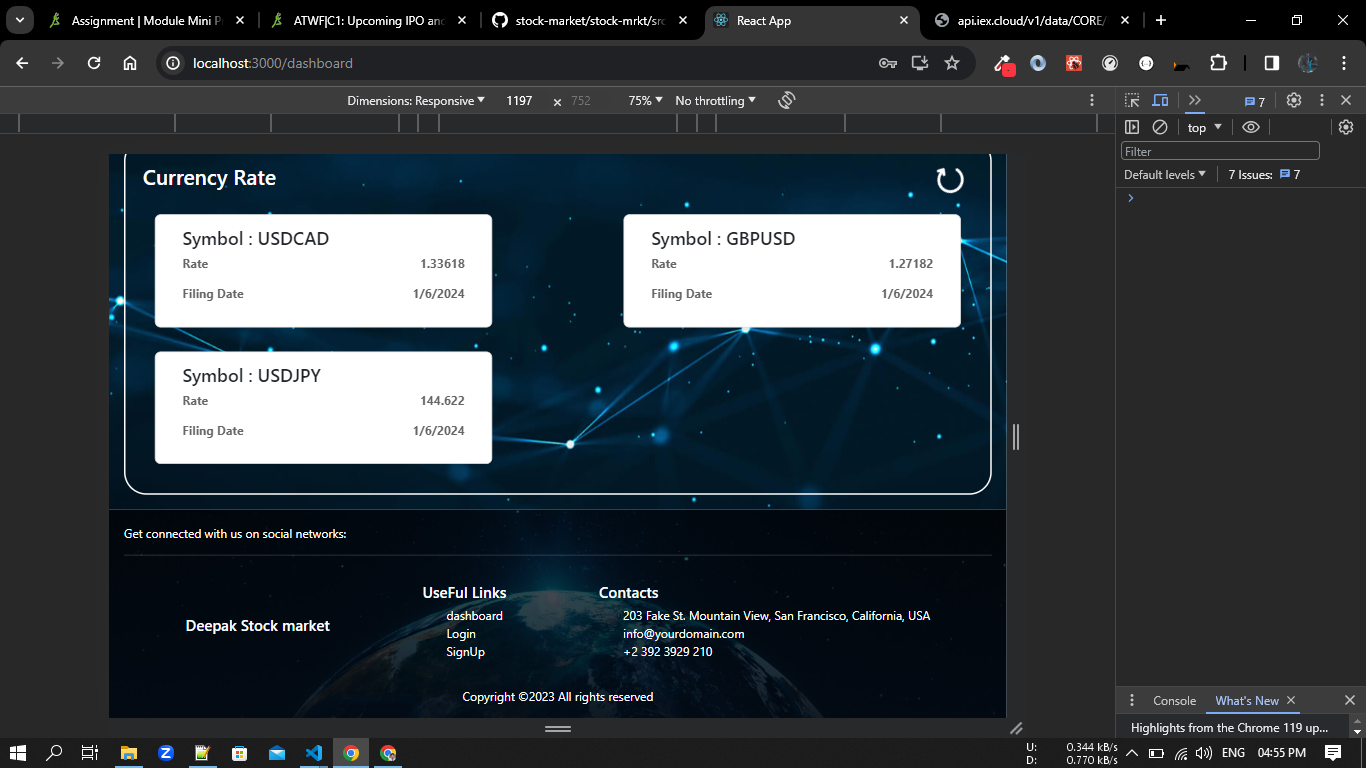 Assignment | Module Mini P
ATWF|C1: Upcoming IPO and
stock-market/stock-mrkt/src
React App
api.iex.cloud/v1/data/CORE/
localhost:3000/dashboard
Dimensions: Responsive 1197 × 752 75% No throttling
7
top
Filter
Default levels 7 Issues: 7
Currency Rate
Symbol : USDCAD
Rate 1.33618
Filing Date 1/6/2024
Symbol : GBPUSD
Rate 1.27182
Filing Date 1/6/2024
Symbol : USDJPY
Rate 144.622
Filing Date 1/6/2024
Get connected with us on social networks:
Deepak Stock market
UseFul Links
dashboard
Login
SignUp
Contacts
203 Fake St. Mountain View, San Francisco, California, USA
info@yourdomain.com
+2 392 3929 210
Copyright ©2023 All rights reserved
Console What's New
Highlights from the Chrome 119 up...
U: 0.344 kB/s
D: 0.770 kB/s
ENG 04:55 PM